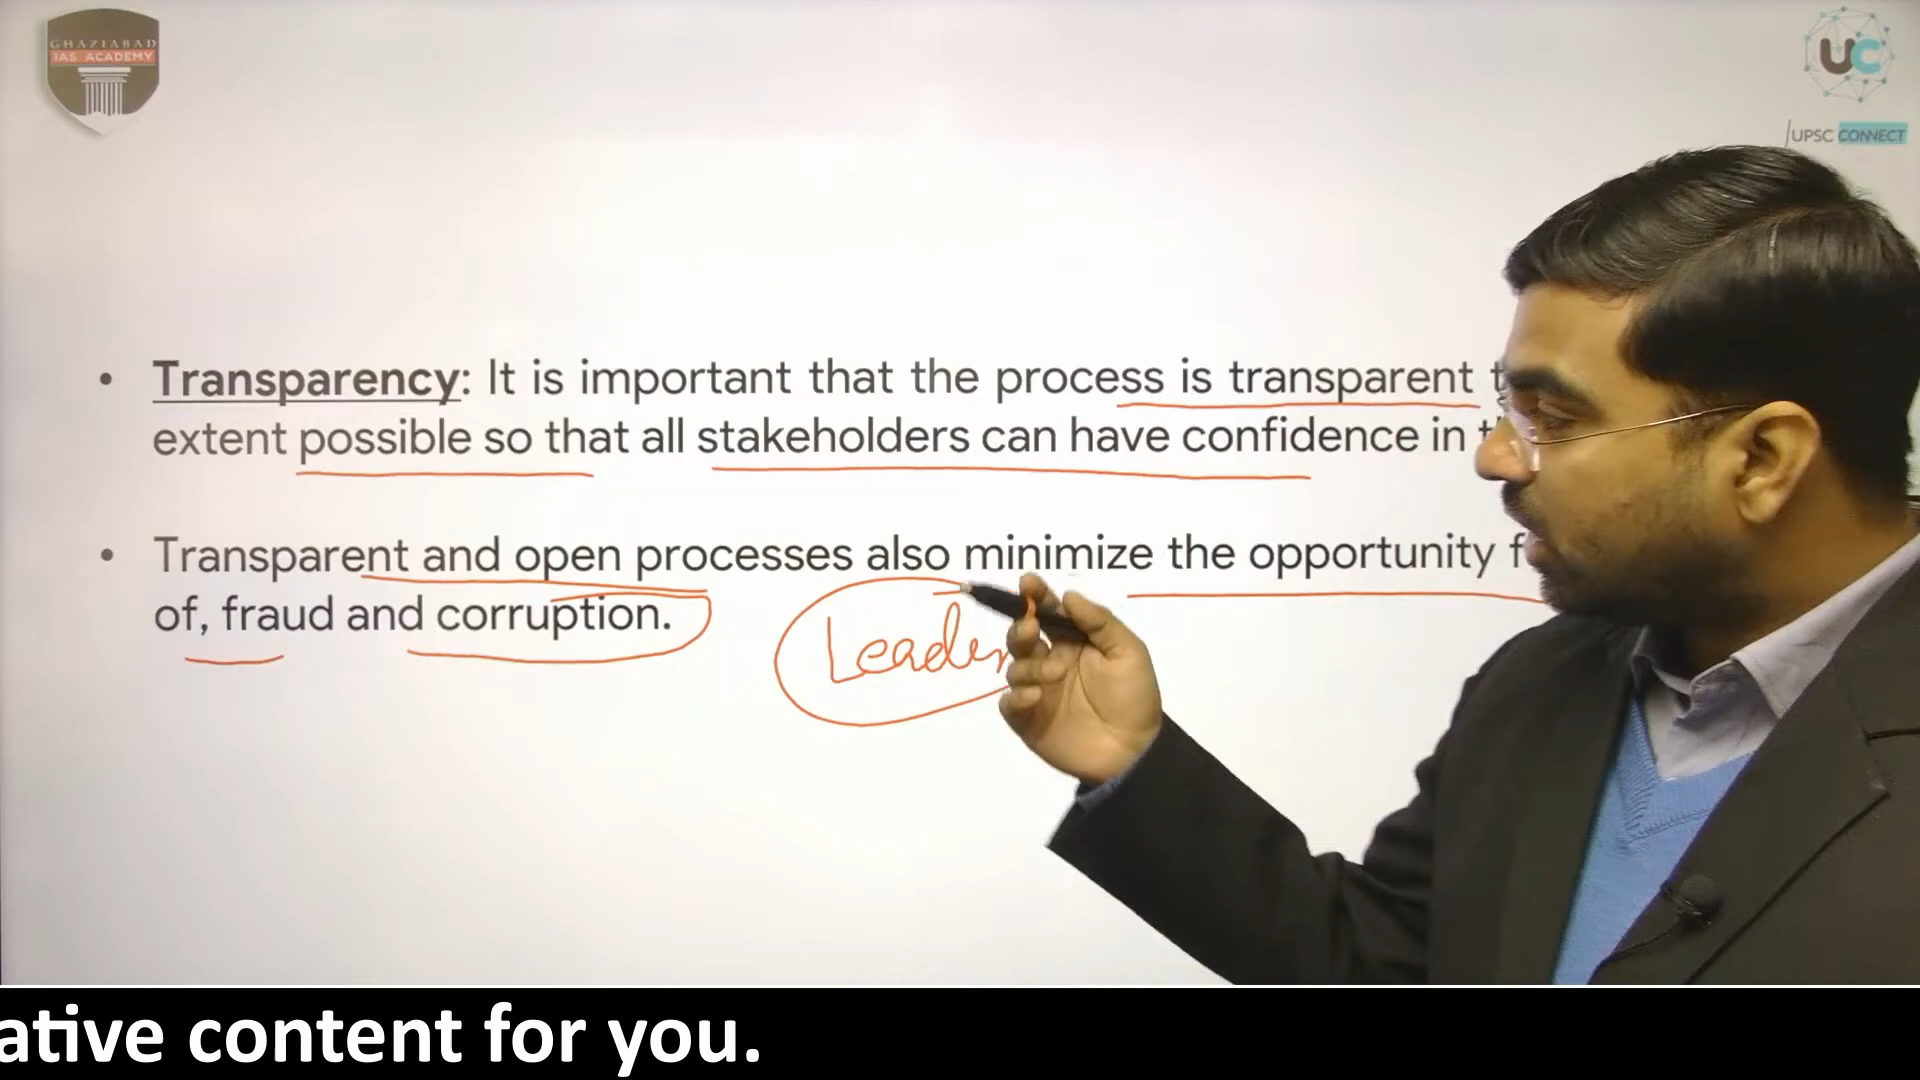 GHAZIABAD
IAS ACADEMY
UC
UPSC CONNECT
• Transparency: It is important that the process is transparent
extent possible so that all stakeholders can have confidence in
• Transparent and open processes also minimize the opportunity
of, fraud and corruption.
Leader
ative content for you.